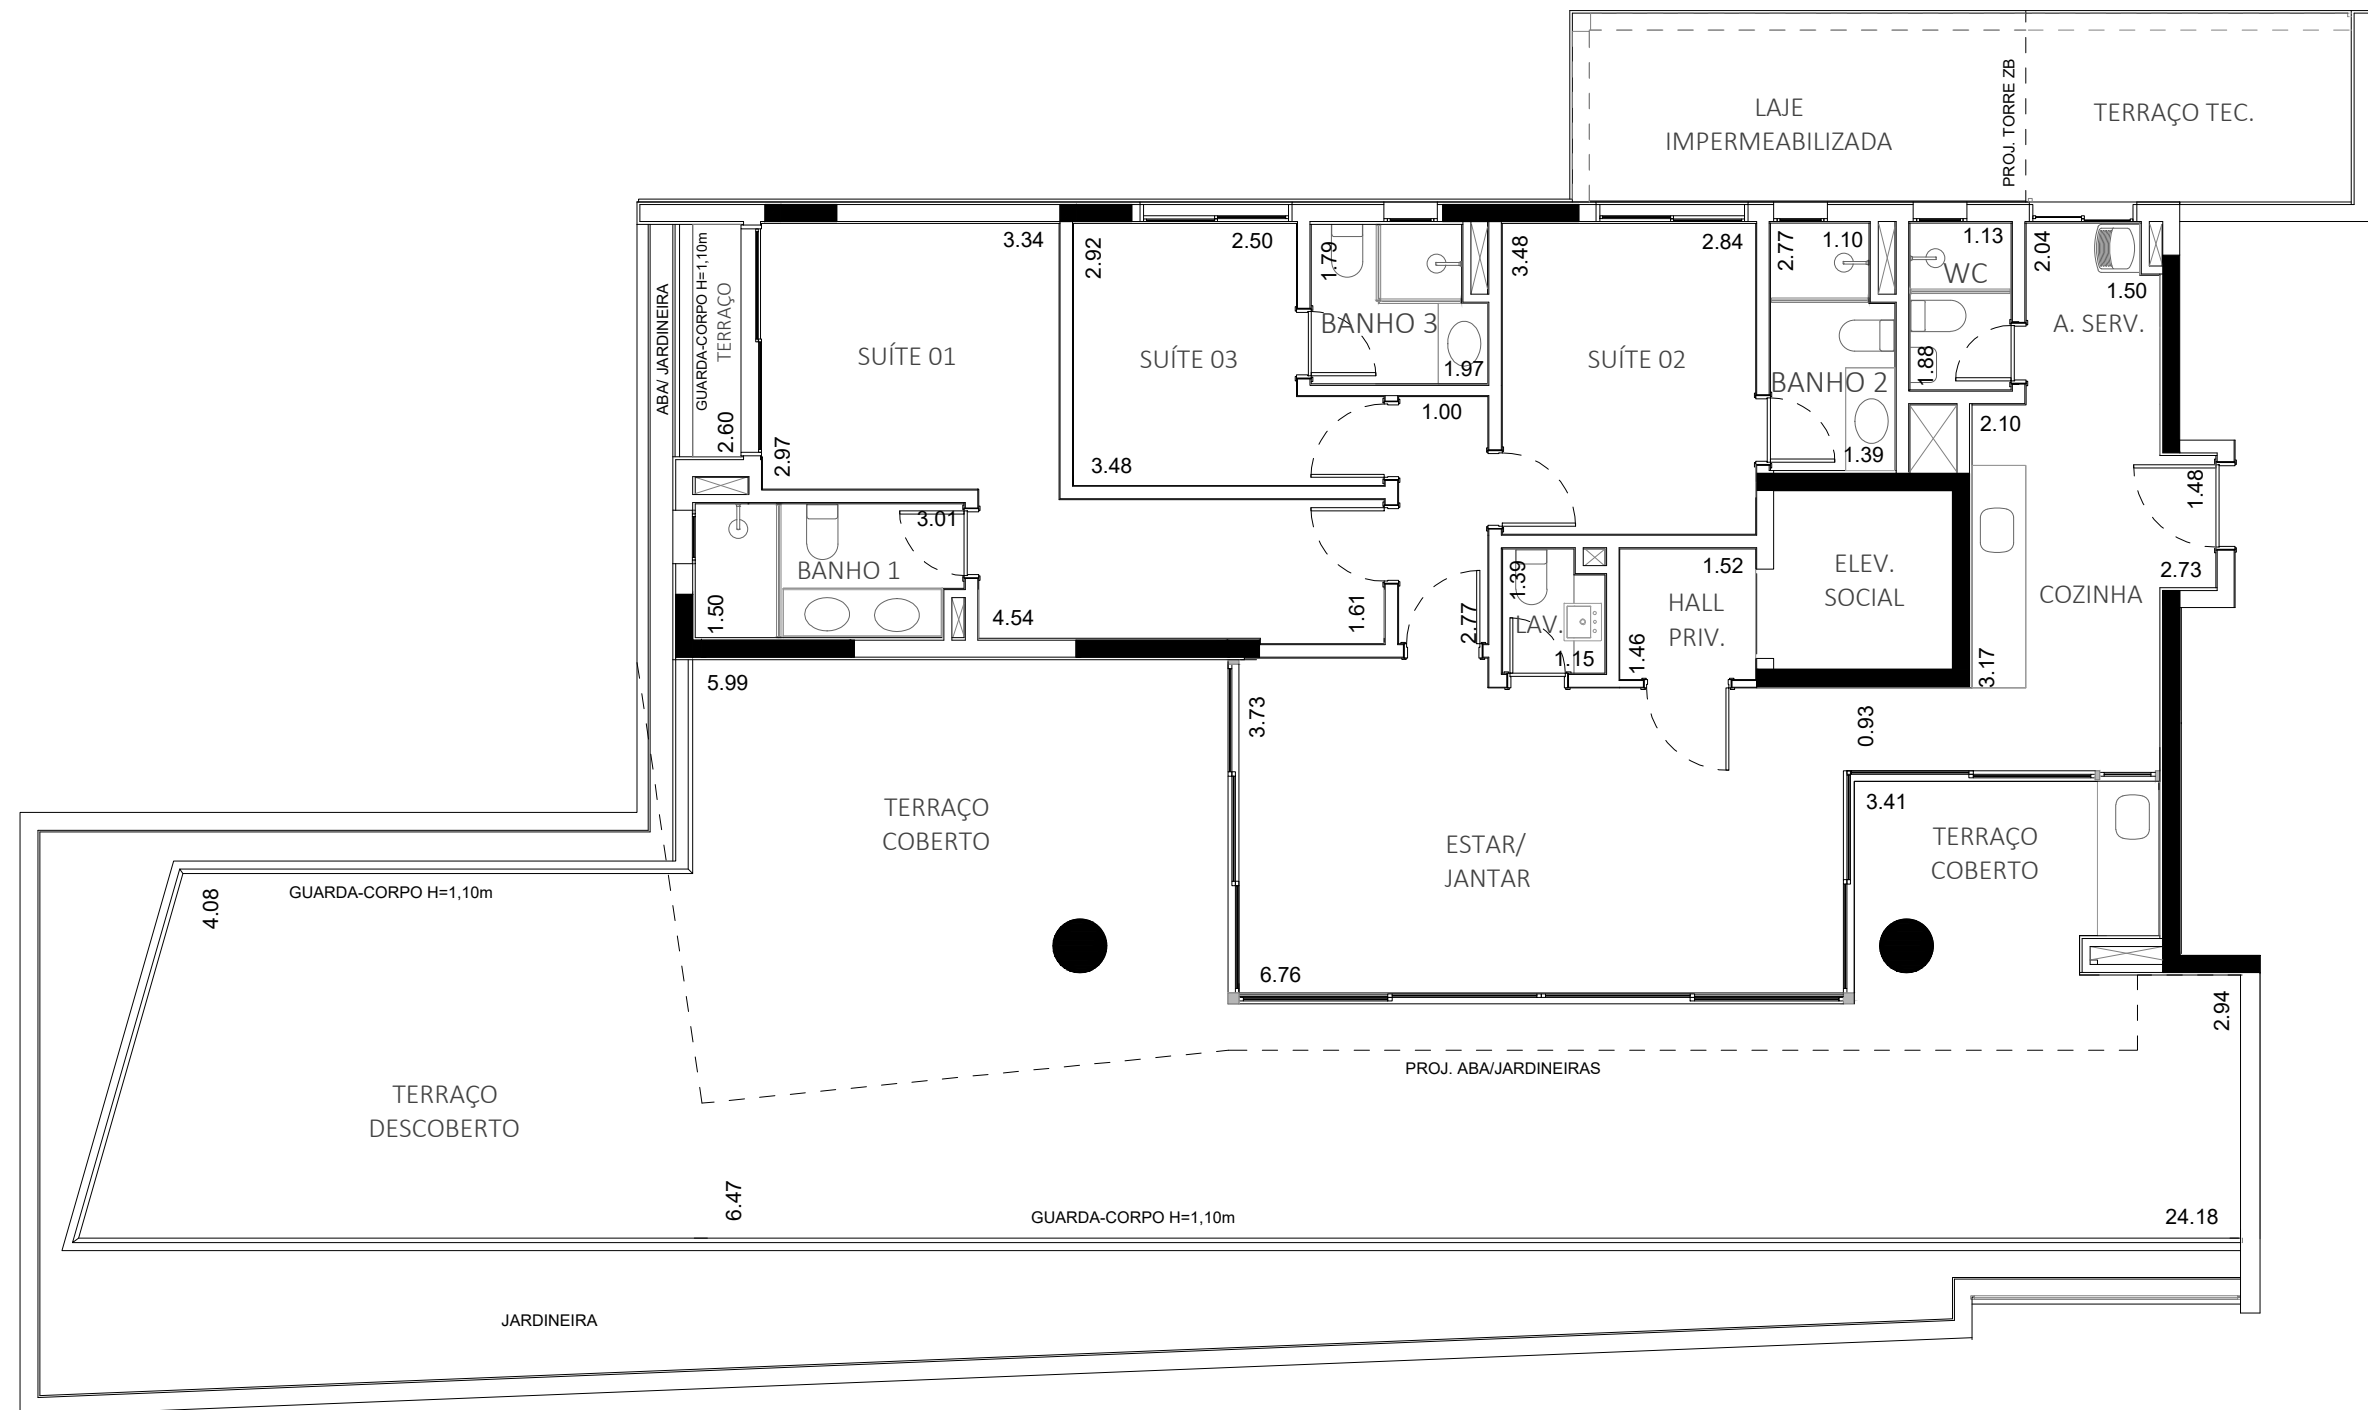 LAJE
IMPERMEABILIZADA
PROJ. TORRE ZB
TERRAÇO TEC.
ABA/ JARDINEIRA
GUARDA-CORPO H=1,10m
TERRAÇO
2.60
3.34
SUÍTE 01
2.97
2.92
2.50
SUÍTE 03
3.48
1.79
BANHO 3
1.97
1.00
3.48
2.84
SUÍTE 02
2.77
1.10
BANHO 2
1.39
1.13
WC
1.88
2.04
1.50
A. SERV.
2.10
1.48
2.73
COZINHA
3.17
3.01
BANHO 1
1.50
4.54
1.61
2.77
1.39
LAV.
1.15
1.52
HALL
PRIV.
1.46
ELEV.
SOCIAL
5.99
3.73
0.93
TERRAÇO
COBERTO
ESTAR/
JANTAR
6.76
3.41
TERRAÇO
COBERTO
4.08
GUARDA-CORPO H=1,10m
2.94
PROJ. ABA/JARDINEIRAS
TERRAÇO
DESCOBERTO
6.47
GUARDA-CORPO H=1,10m
24.18
JARDINEIRA